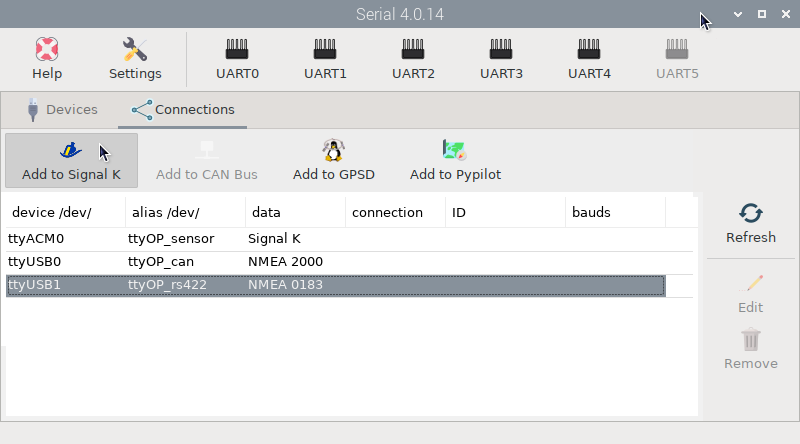 Serial 4.0.14
Help Settings UART0 UART1 UART2 UART3 UART4 UART5
Devices Connections
Add to Signal K Add to CAN Bus Add to GPSD Add to Pypilot
device /dev/ alias /dev/ data connection ID bauds
ttyACM0 ttyOP_sensor Signal K
ttyUSB0 ttyOP_can NMEA 2000
ttyUSB1 ttyOP_rs422 NMEA 0183
Refresh
Edit
Remove